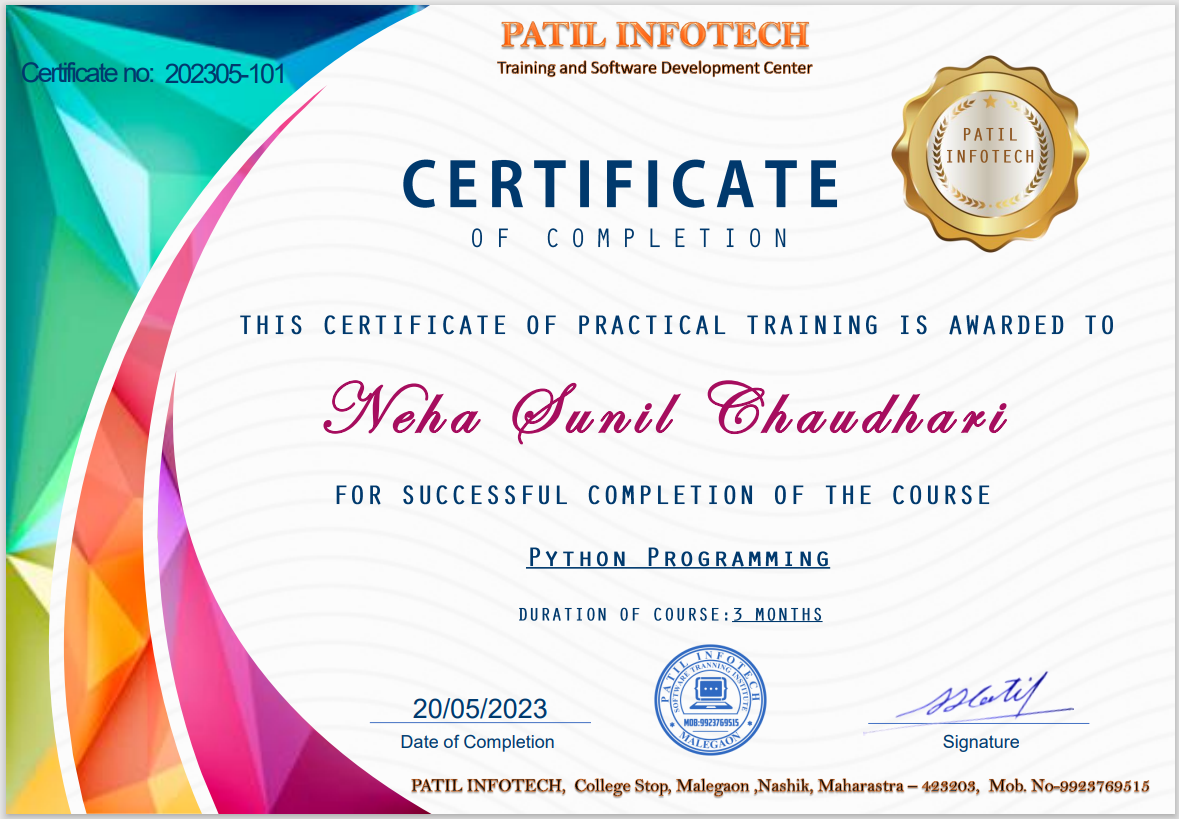 PATIL INFOTECH
Training and Software Development Center
Certificate no: 202305-101
PATIL
INFOTECH
CERTIFICATE
OF COMPLETION
THIS CERTIFICATE OF PRACTICAL TRAINING IS AWARDED TO
Neha Sunil Chaudhari
FOR SUCCESSFUL COMPLETION OF THE COURSE
PYTHON PROGRAMMING
DURATION OF COURSE:3 MONTHS
PATIL INFOTECH
SOFTWARE TRANNING INSTITUTE
MOB:9923769515
MALEGAON
20/05/2023
Date of Completion
Signature
PATIL INFOTECH, College Stop, Malegaon ,Nashik, Maharastra – 423203, Mob. No-9923769515